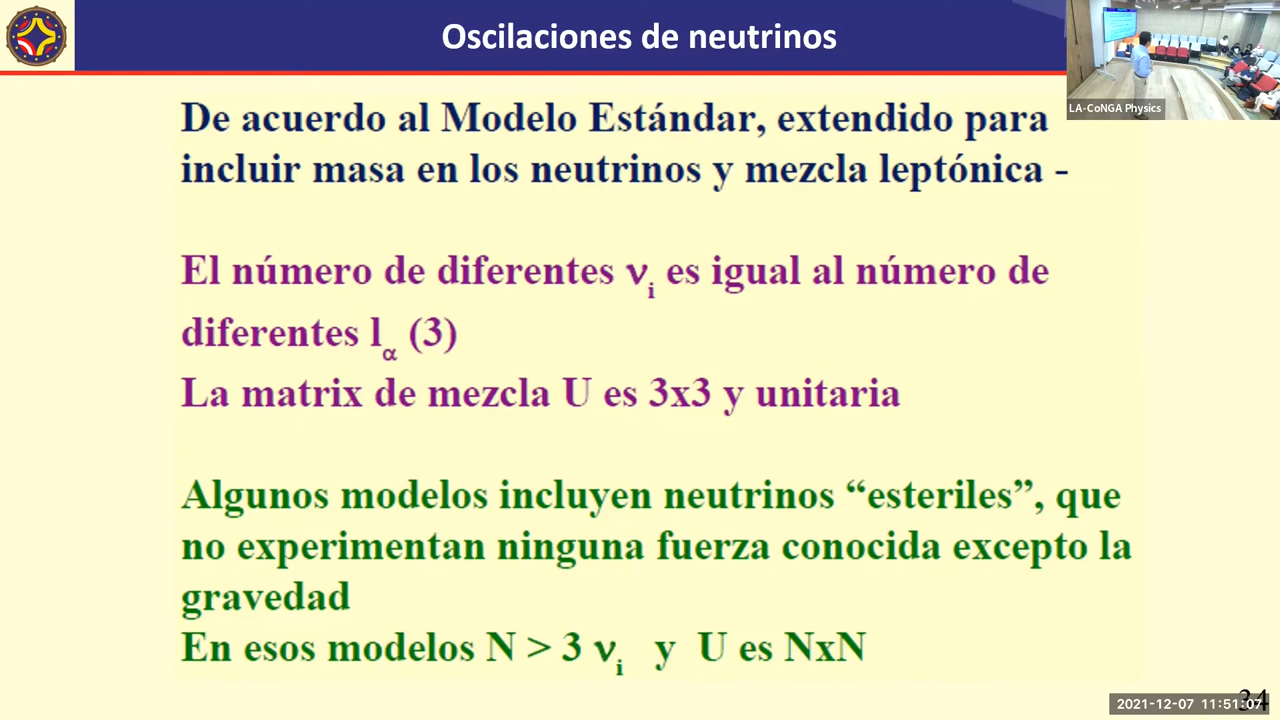 Oscilaciones de neutrinos
LA-CoNGA Physics
De acuerdo al Modelo Estándar, extendido para
incluir masa en los neutrinos y mezcla leptónica -
El número de diferentes νi es igual al número de
diferentes lα (3)
La matrix de mezcla U es 3x3 y unitaria
Algunos modelos incluyen neutrinos “esteriles”, que
no experimentan ninguna fuerza conocida excepto la
gravedad
En esos modelos N > 3 νi y U es NxN
34
2021-12-07 11:51:07